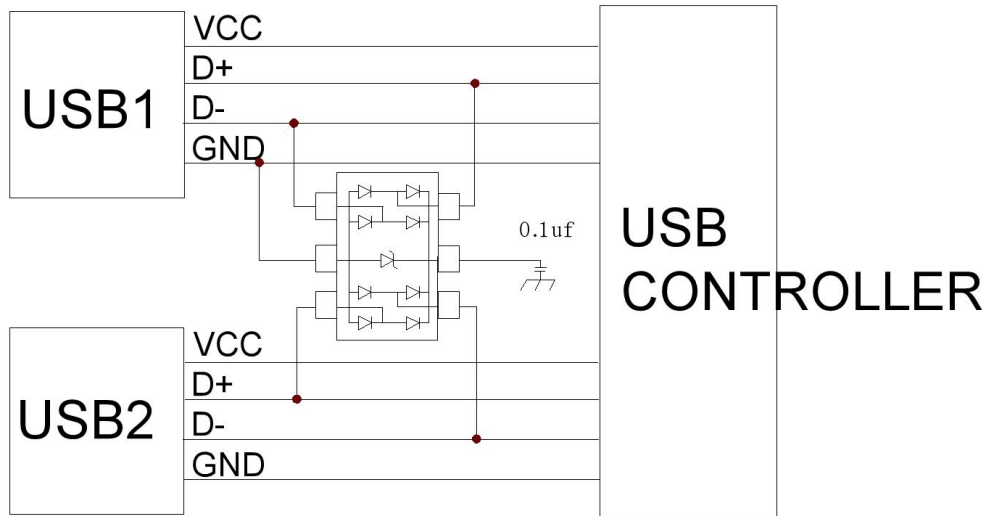 VCC
D+
USB1
D-
GND
0.1uf
USB
CONTROLLER
VCC
D+
USB2
D-
GND